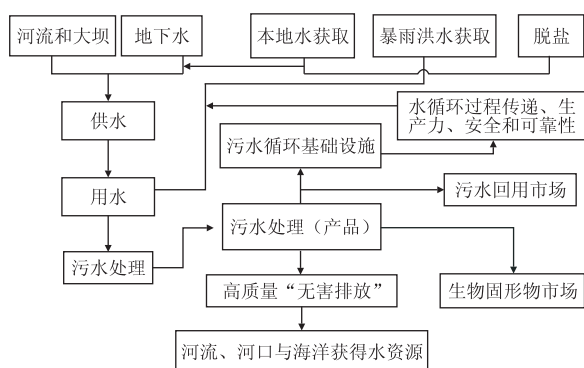 河流和大坝
地下水
本地水获取
暴雨洪水获取
脱盐
供水
水循环过程传递、生
产力、安全和可靠性
污水循环基础设施
用水
污水回用市场
污水处理（产品）
污水处理
高质量“无害排放”
生物固形物市场
河流、河口与海洋获得水资源